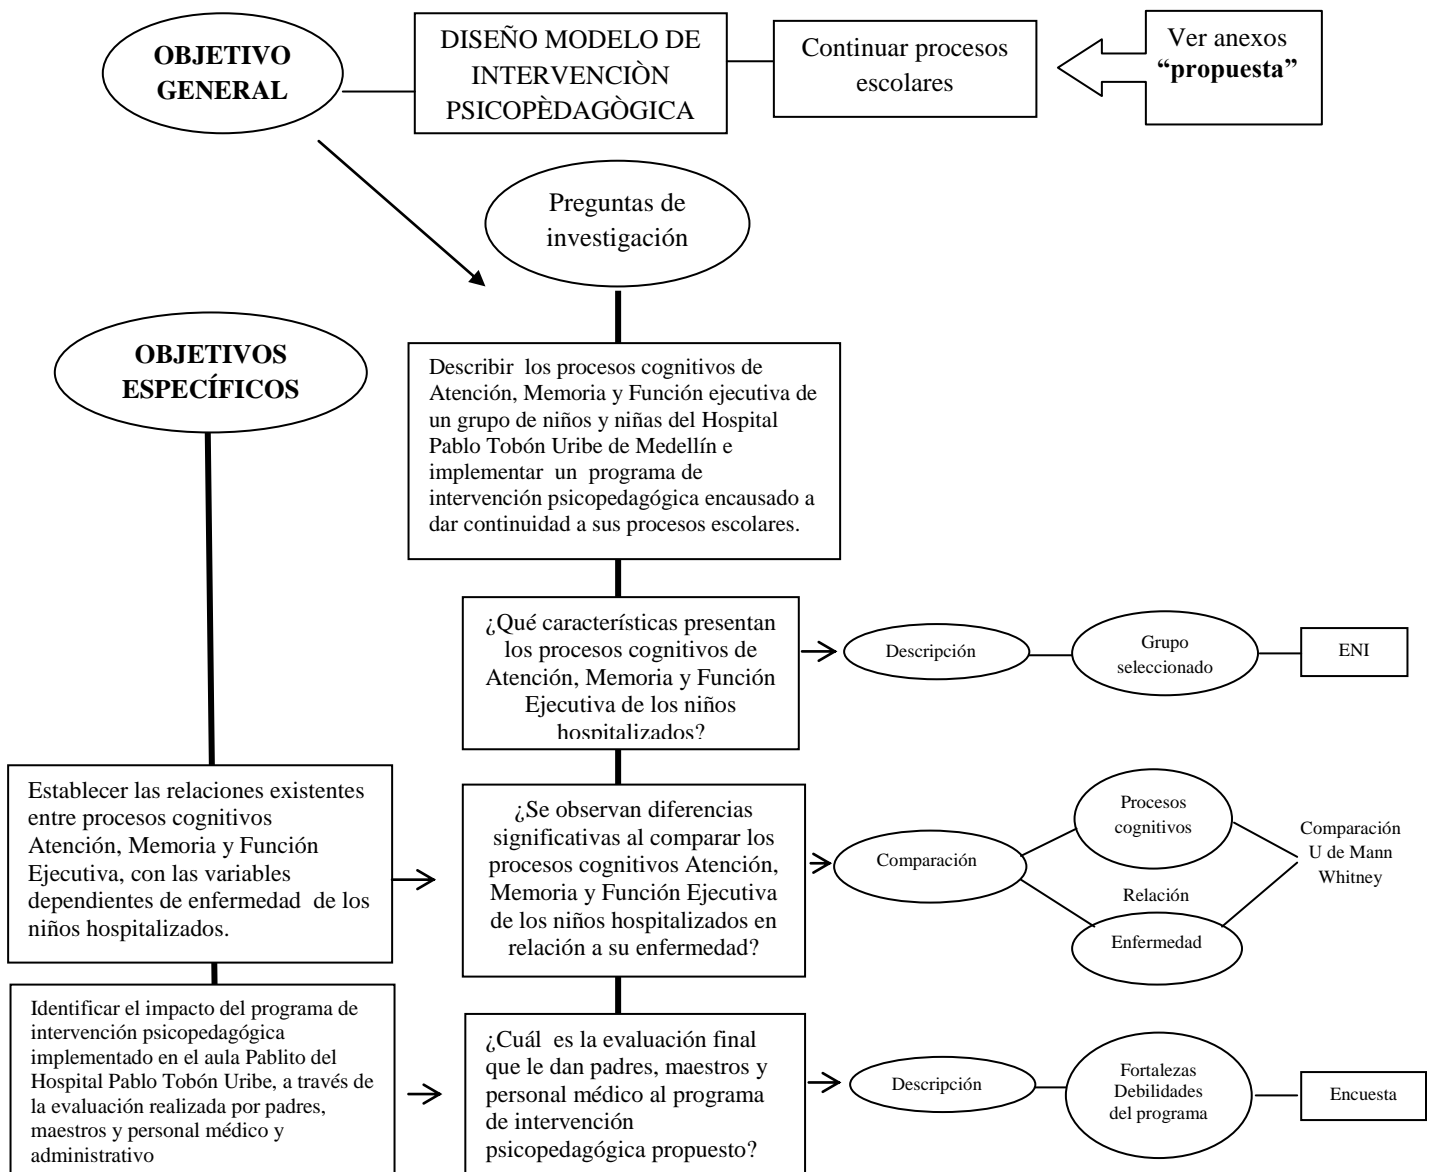 OBJETIVO
GENERAL
DISEÑO MODELO DE
INTERVENCIÒN
PSICOPÈDAGÒGICA
Continuar procesos
escolares
Ver anexos
“propuesta”
Preguntas de
investigación
OBJETIVOS
ESPECÍFICOS
Describir los procesos cognitivos de
Atención, Memoria y Función ejecutiva de
un grupo de niños y niñas del Hospital
Pablo Tobón Uribe de Medellín e
implementar un programa de
intervención psicopedagógica encausado a
dar continuidad a sus procesos escolares.
¿Qué características presentan
los procesos cognitivos de
Atención, Memoria y Función
Ejecutiva de los niños
hospitalizados?
Descripción
Grupo
seleccionado
ENI
Establecer las relaciones existentes
entre procesos cognitivos
Atención, Memoria y Función
Ejecutiva, con las variables
dependientes de enfermedad de los
niños hospitalizados.
¿Se observan diferencias
significativas al comparar los
procesos cognitivos Atención,
Memoria y Función Ejecutiva
de los niños hospitalizados en
relación a su enfermedad?
Comparación
Procesos
cognitivos
Relación
Enfermedad
Comparación
U de Mann
Whitney
Identificar el impacto del programa de
intervención psicopedagógica
implementado en el aula Pablito del
Hospital Pablo Tobón Uribe, a través de
la evaluación realizada por padres,
maestros y personal médico y
administrativo
¿Cuál es la evaluación final
que le dan padres, maestros y
personal médico al programa
de intervención
psicopedagógica propuesto?
Descripción
Fortalezas
Debilidades
del programa
Encuesta